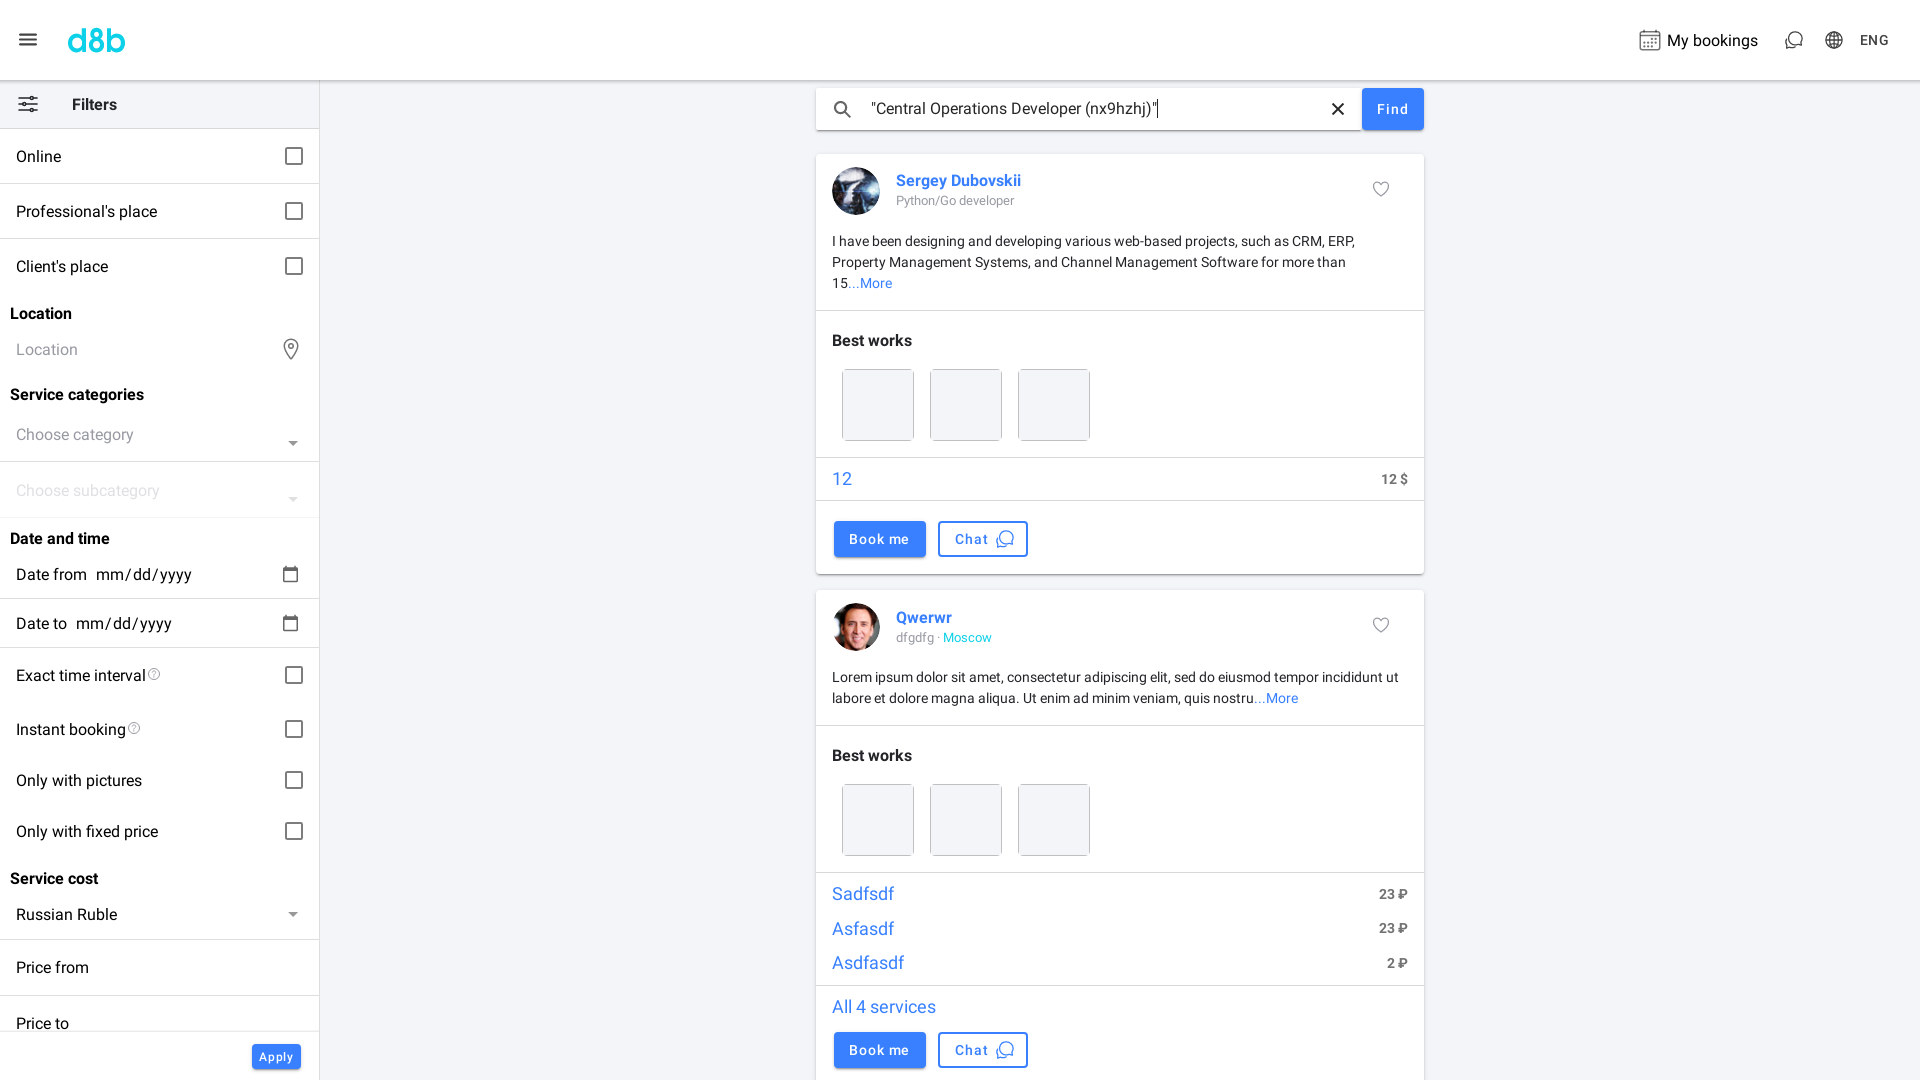 d8b
My bookings
ENG
Filters
Online
Professional's place
Client's place
Location
Location
Service categories
Choose category
Choose subcategory
Date and time
Date from mm/dd/yyyy
Date to mm/dd/yyyy
Exact time interval
Instant booking
Only with pictures
Only with fixed price
Service cost
Russian Ruble
Price from
Price to
Apply
"Central Operations Developer (nx9hzhj)"
Find
Sergey Dubovskii
Python/Go developer
I have been designing and developing various web-based projects, such as CRM, ERP,
Property Management Systems, and Channel Management Software for more than
15...More
Best works
12 12 $
Book me Chat
Qwerwr
dfgdfg · Moscow
Lorem ipsum dolor sit amet, consectetur adipiscing elit, sed do eiusmod tempor incididunt ut
labore et dolore magna aliqua. Ut enim ad minim veniam, quis nostru...More
Best works
Sadfsdf 23 ₽
Asfasdf 23 ₽
Asdfasdf 2 ₽
All 4 services
Book me Chat